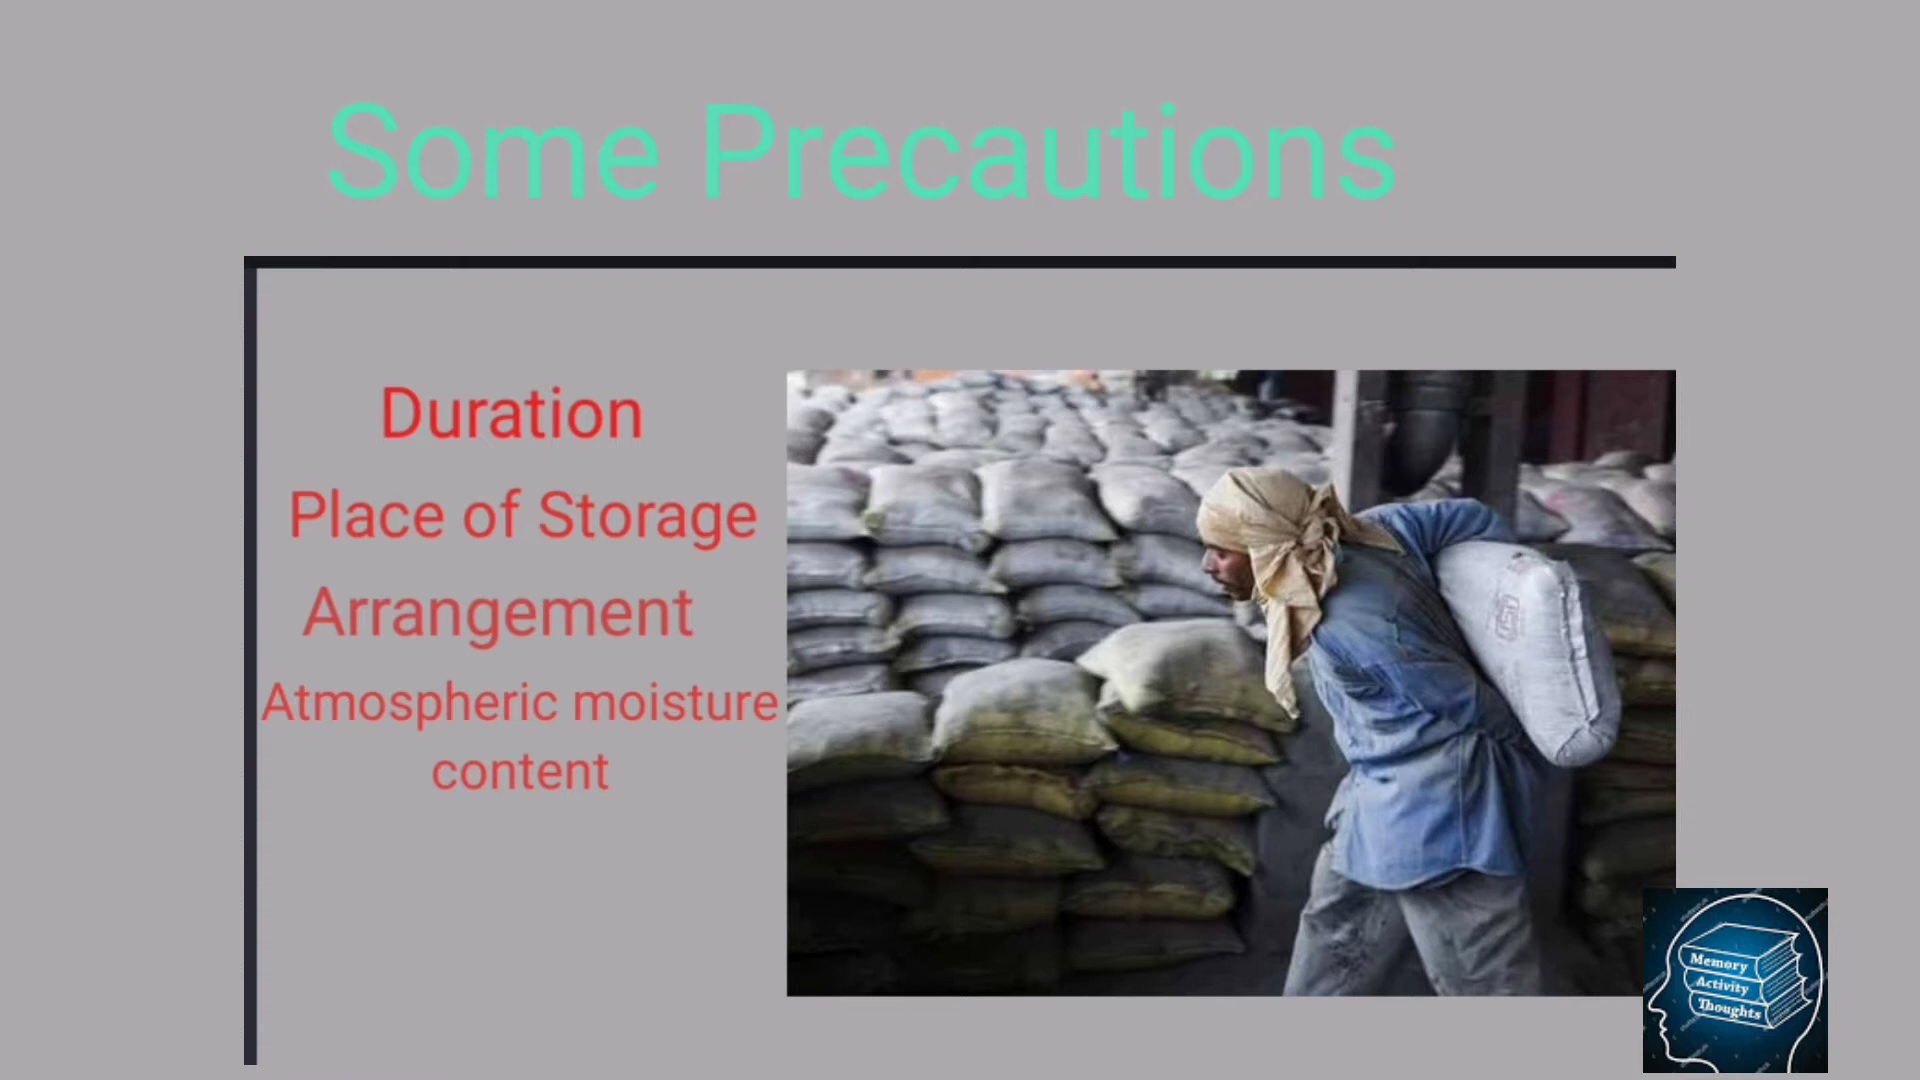 Some Precautions
Duration
Place of Storage
Arrangement
Atmospheric moisture
content
Memory
Activity
Thoughts